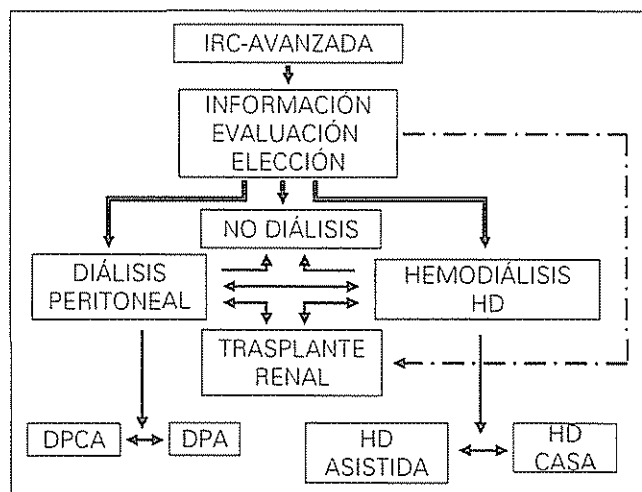 IRC-AVANZADA
INFORMACIÓN
EVALUACIÓN
ELECCIÓN
NO DIÁLISIS
DIÁLISIS
PERITONEAL
HEMODIÁLISIS
HD
TRASPLANTE
RENAL
DPCA
DPA
HD
ASISTIDA
HD
CASA